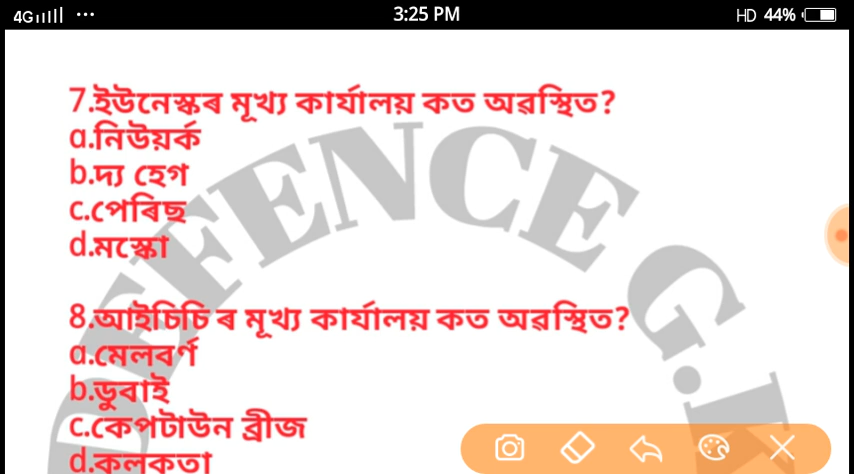 4G
3:25 PM
HD 44%
7.ইউনেস্কৰ মূখ্য কাৰ্যালয় কত অৱস্থিত?
a.নিউয়ৰ্ক
b.দ্য হেগ
c.পেৰিছ
d.মস্কো
8.আইচিচি ৰ মূখ্য কাৰ্যালয় কত অৱস্থিত?
a.মেলবৰ্ণ
b.ডুবাই
c.কেপটাউন ব্ৰীজ
d.কলকতা
DEFENCE G.K